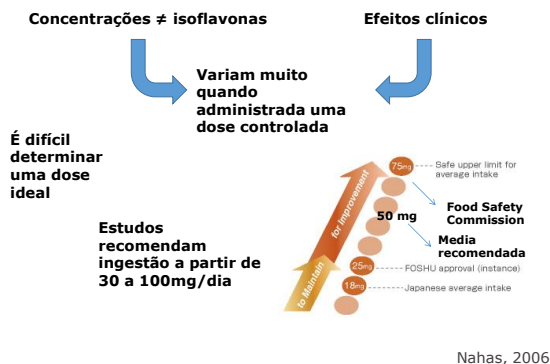 Concentrações ≠ isoflavonas
Efeitos clínicos
Variam muito
quando
administrada uma
dose controlada
É difícil
determinar
uma dose
ideal
Estudos
recomendam
ingestão a partir de
30 a 100mg/dia
75mg
Safe upper limit for
average intake
for Improvement
Food Safety
Commission
50 mg
Media
recomendada
25mg
FOSHU approval (instance)
to Maintain
18mg
Japanese average intake
Nahas, 2006